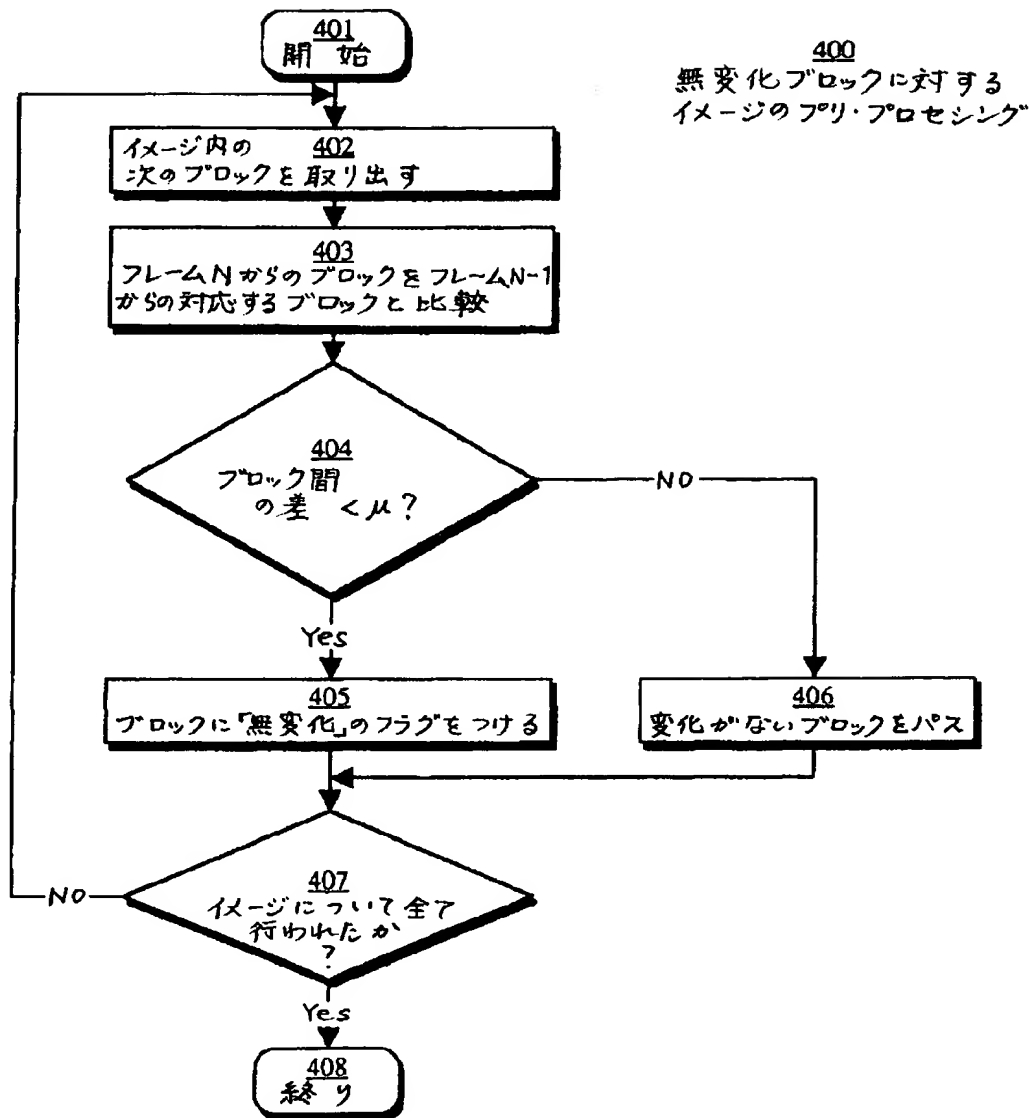 401
開始
400
無変化ブロックに対する
イメージのプリ・プロセシング
イメージ内の 402
次のブロックを取り出す
403
フレームNからのブロックをフレームN-1
からの対応するブロックと比較
404
ブロック間
の差 < μ?
NO
Yes
405
ブロックに「無変化」のフラグをつける
406
変化がないブロックをパス
407
イメージについて全て
行われたか
?
NO
Yes
408
終り